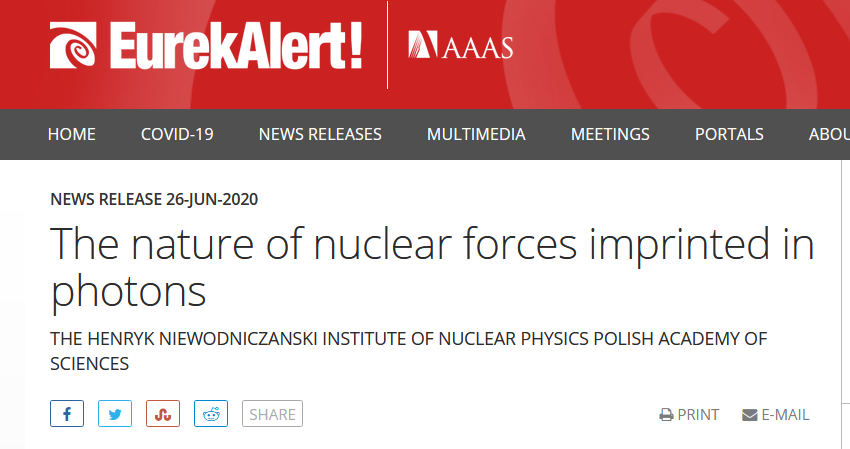 EurekAlert! AAAS
HOME COVID-19 NEWS RELEASES MULTIMEDIA MEETINGS PORTALS ABOU
NEWS RELEASE 26-JUN-2020
The nature of nuclear forces imprinted in
photons
THE HENRYK NIEWODNICZANSKI INSTITUTE OF NUCLEAR PHYSICS POLISH ACADEMY OF
SCIENCES
SHARE PRINT E-MAIL